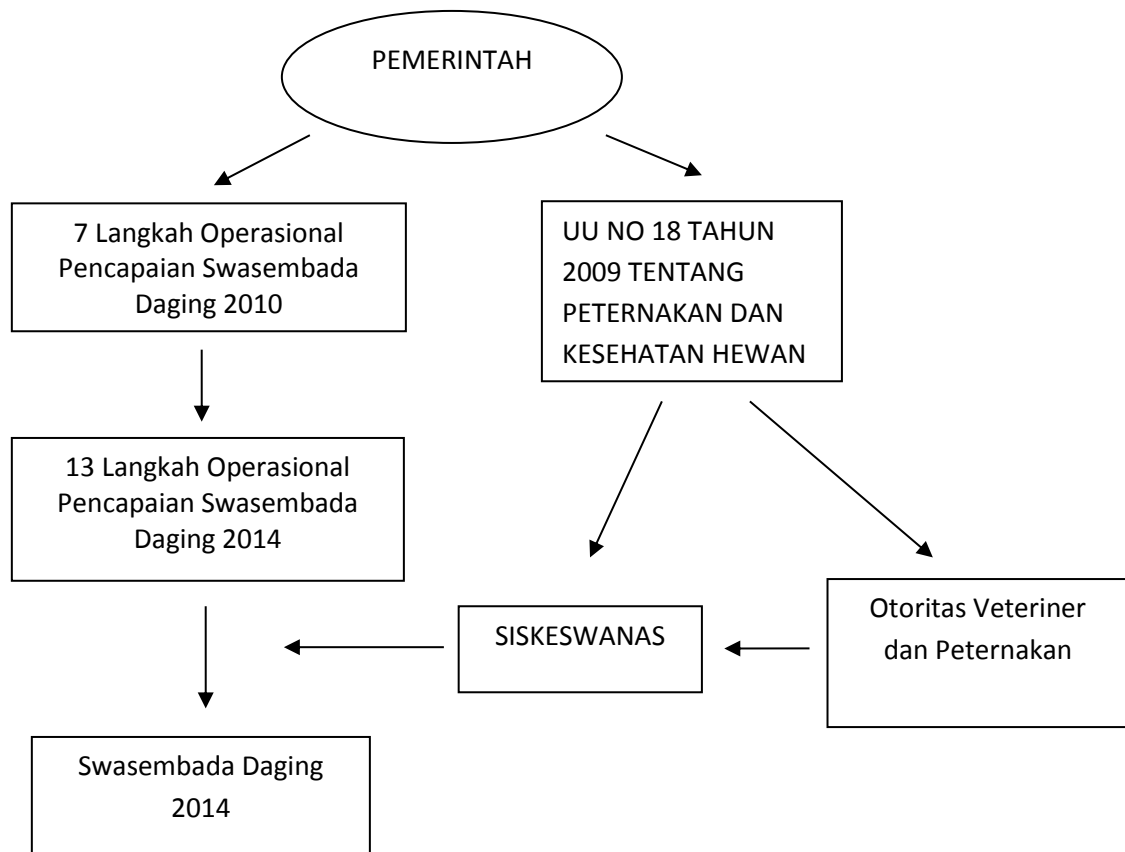 PEMERINTAH
7 Langkah Operasional
Pencapaian Swasembada
Daging 2010
UU NO 18 TAHUN
2009 TENTANG
PETERNAKAN DAN
KESEHATAN HEWAN
13 Langkah Operasional
Pencapaian Swasembada
Daging 2014
SISKESWANAS
Otoritas Veteriner
dan Peternakan
Swasembada Daging
2014